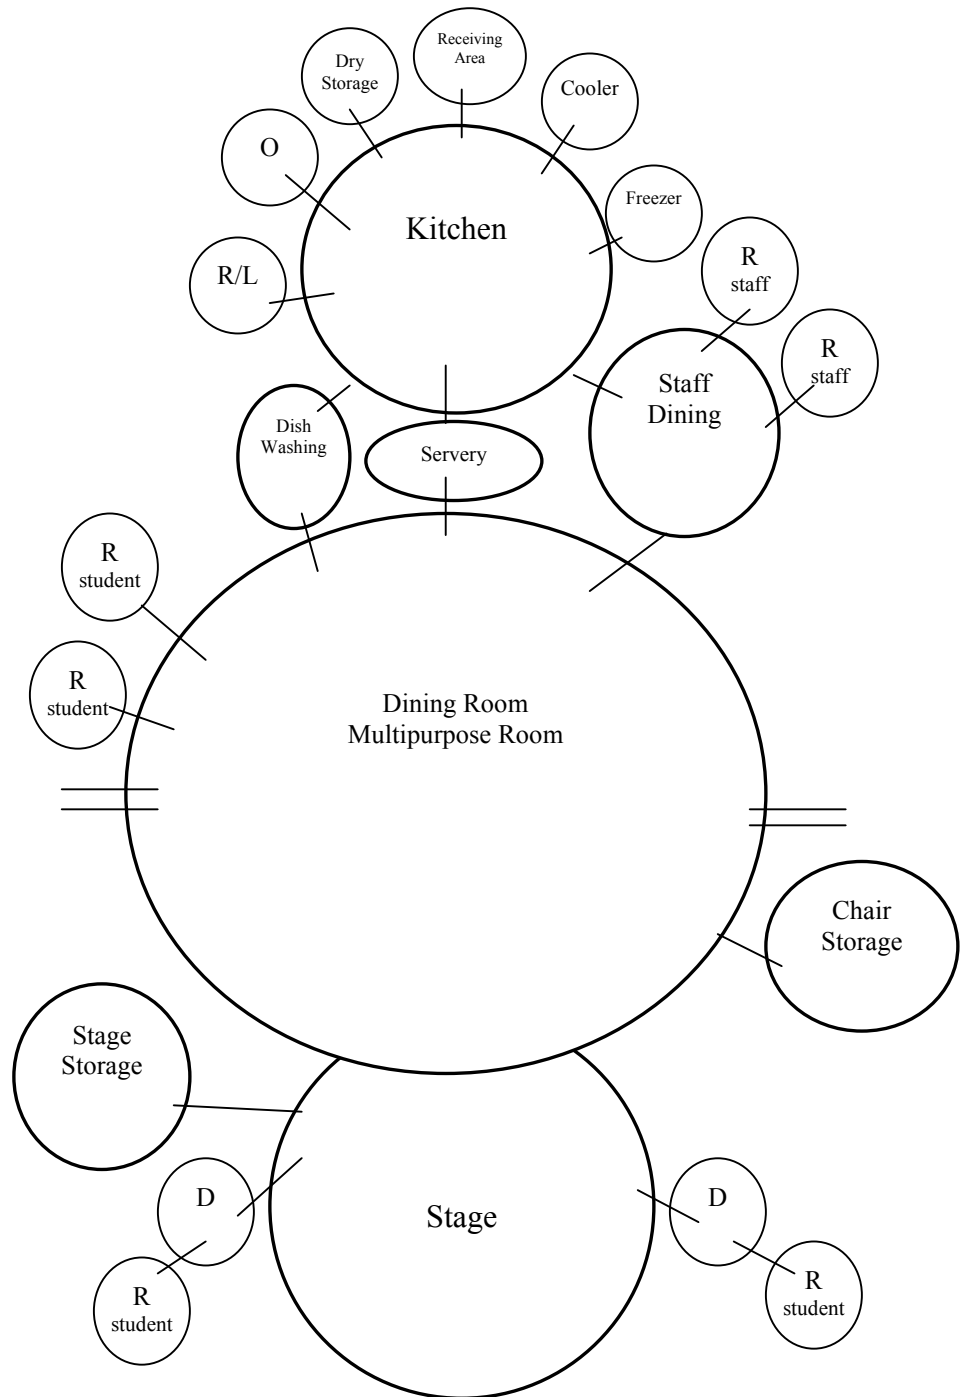 Receiving
Area
Dry
Storage
Cooler
O
Freezer
Kitchen
R
staff
R/L
R
staff
Staff
Dining
Dish
Washing
Servery
R
student
R
student
Dining Room
Multipurpose Room
Chair
Storage
Stage
Storage
D
D
Stage
R
student
R
student